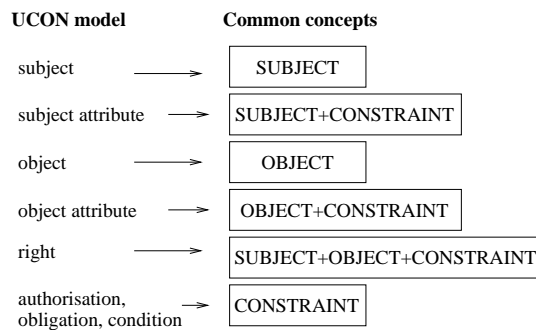 UCON model Common concepts
subject SUBJECT
subject attribute SUBJECT+CONSTRAINT
object OBJECT
object attribute OBJECT+CONSTRAINT
right SUBJECT+OBJECT+CONSTRAINT
authorisation,
obligation, condition CONSTRAINT